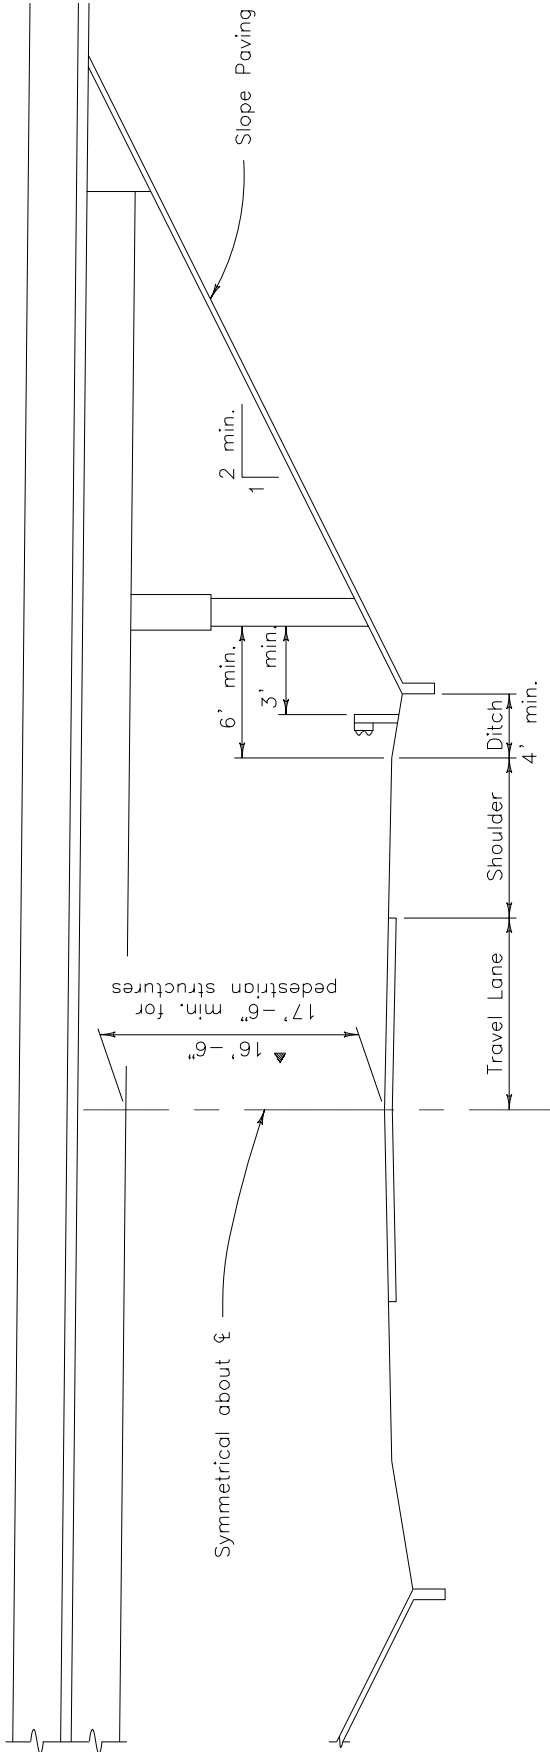 Slope Paving
2 min.
1
6' min.
3' min.
Ditch
4' min.
Shoulder
Travel Lane
16'-6"
17'-6" min. for
pedestrian structures
Symmetrical about ℄